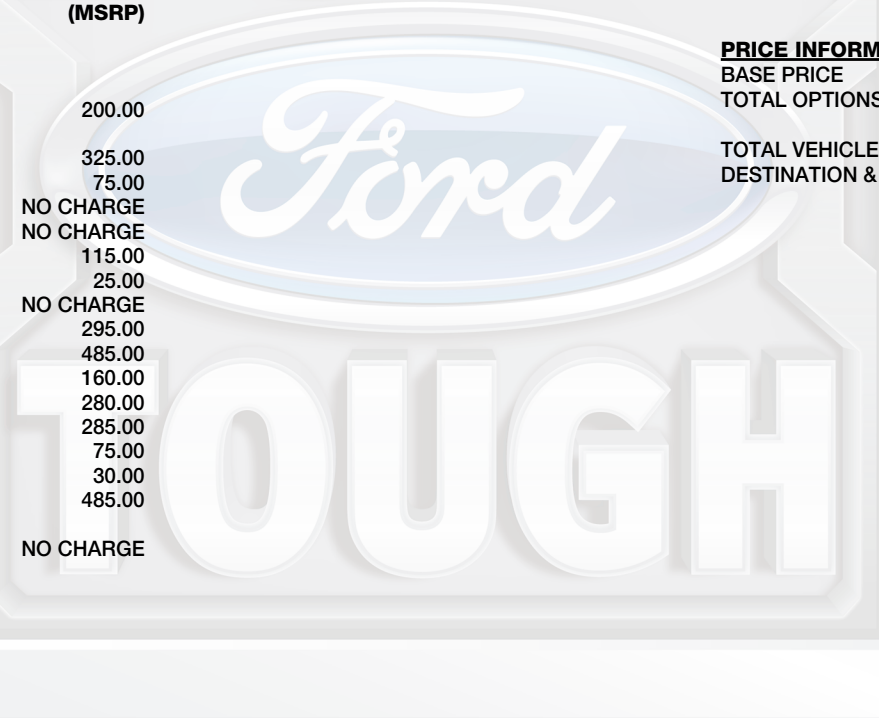 (MSRP)
200.00
325.00
75.00
NO CHARGE
NO CHARGE
115.00
25.00
NO CHARGE
295.00
485.00
160.00
280.00
285.00
75.00
30.00
485.00
NO CHARGE
PRICE INFORM
BASE PRICE
TOTAL OPTIONS
TOTAL VEHICLE
DESTINATION &
Ford
TOUGH